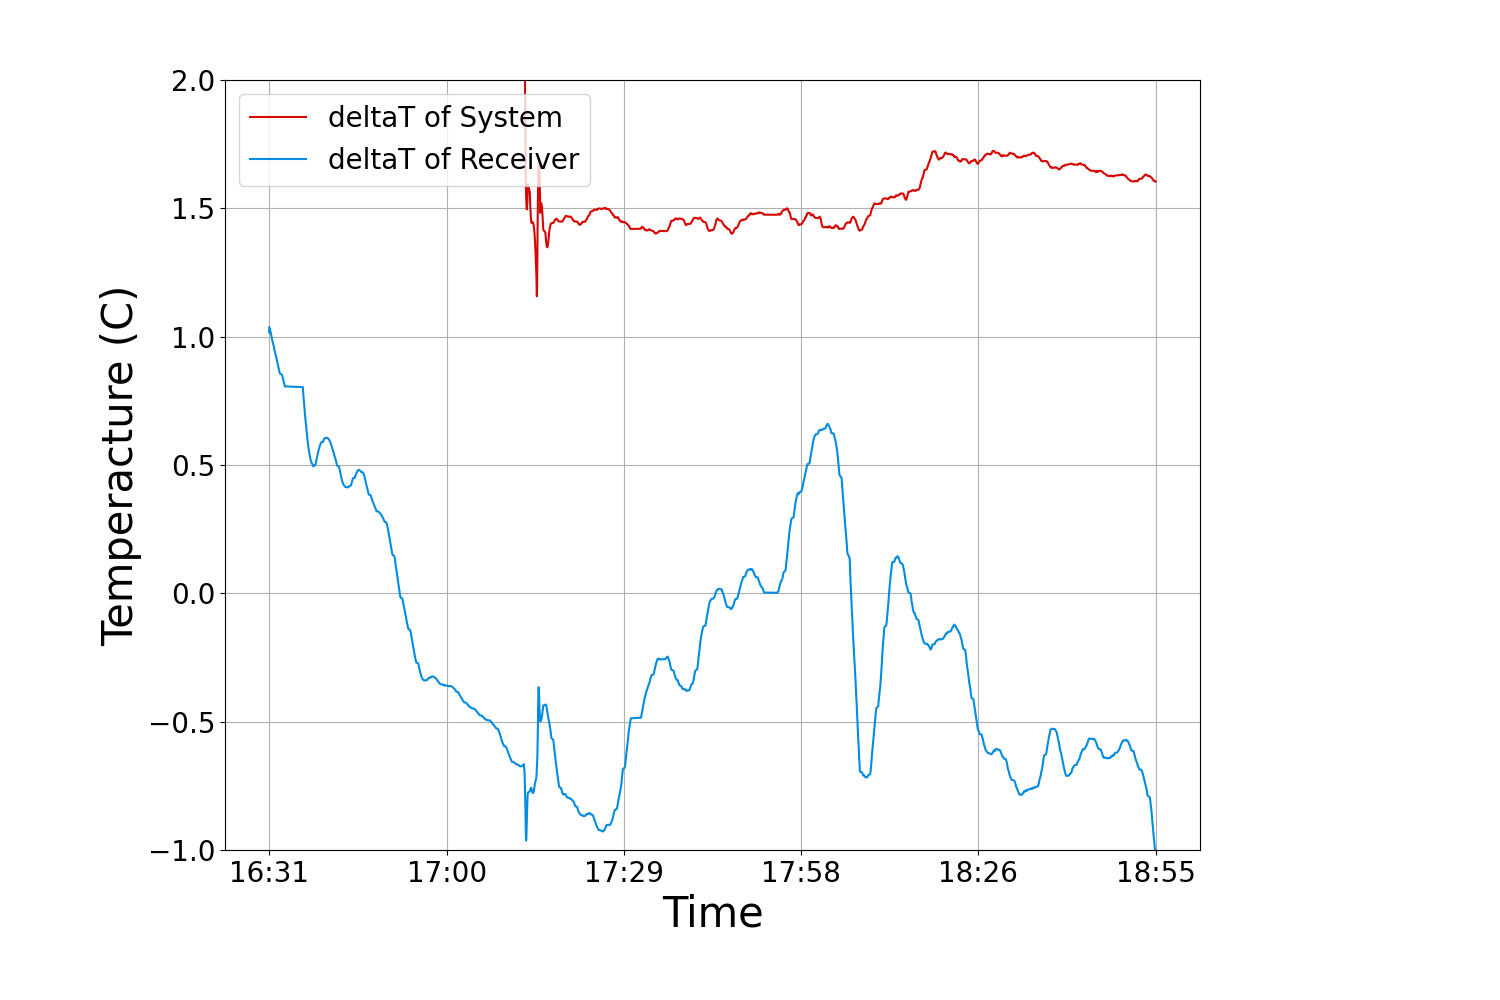 deltaT of System
deltaT of Receiver
2.0
1.5
1.0
0.5
0.0
−0.5
−1.0
Temperacture (C)
16:31 17:00 17:29 17:58 18:26 18:55
Time